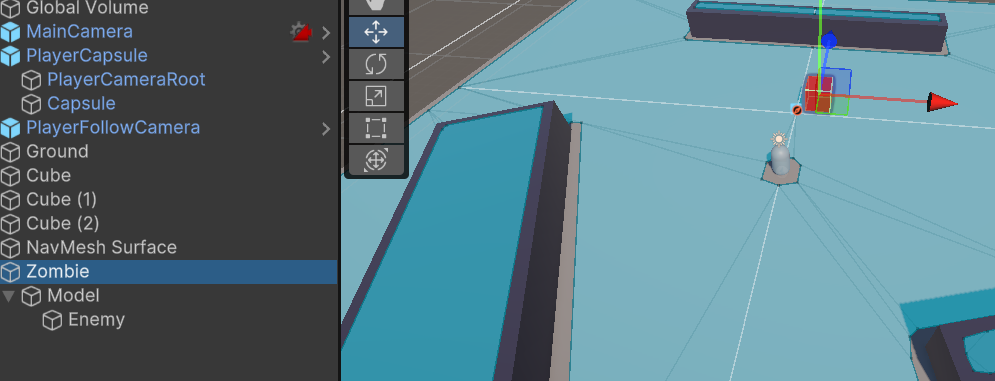 Global Volume
MainCamera
PlayerCapsule
PlayerCameraRoot
Capsule
PlayerFollowCamera
Ground
Cube
Cube (1)
Cube (2)
NavMesh Surface
Zombie
Model
Enemy